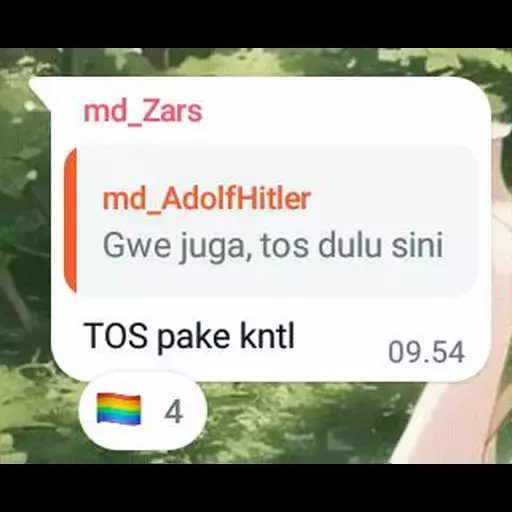 md_Zars
md_AdolfHitler
Gwe juga, tos dulu sini
TOS pake kntl
09.54
🏳️‍🌈 4